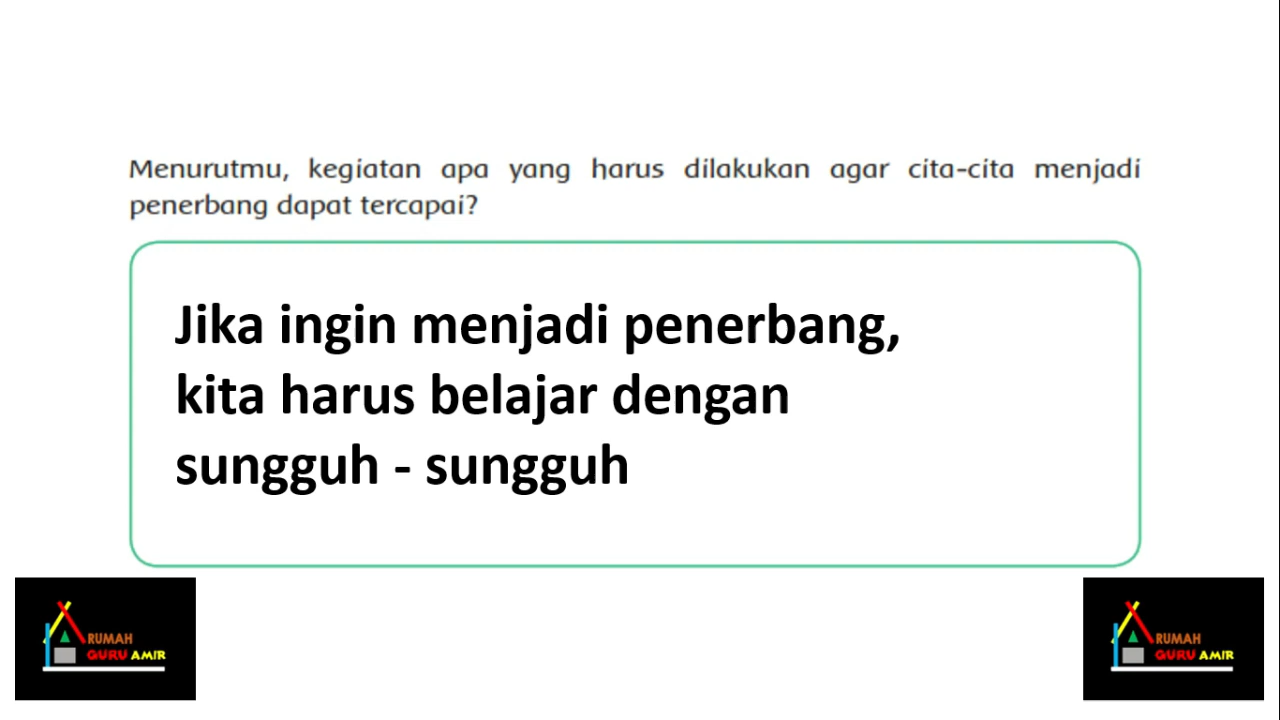 Menurutmu, kegiatan apa yang harus dilakukan agar cita-cita menjadi
penerbang dapat tercapai?
Jika ingin menjadi penerbang,
kita harus belajar dengan
sungguh - sungguh
RUMAH
GURU AMIR
RUMAH
GURU AMIR